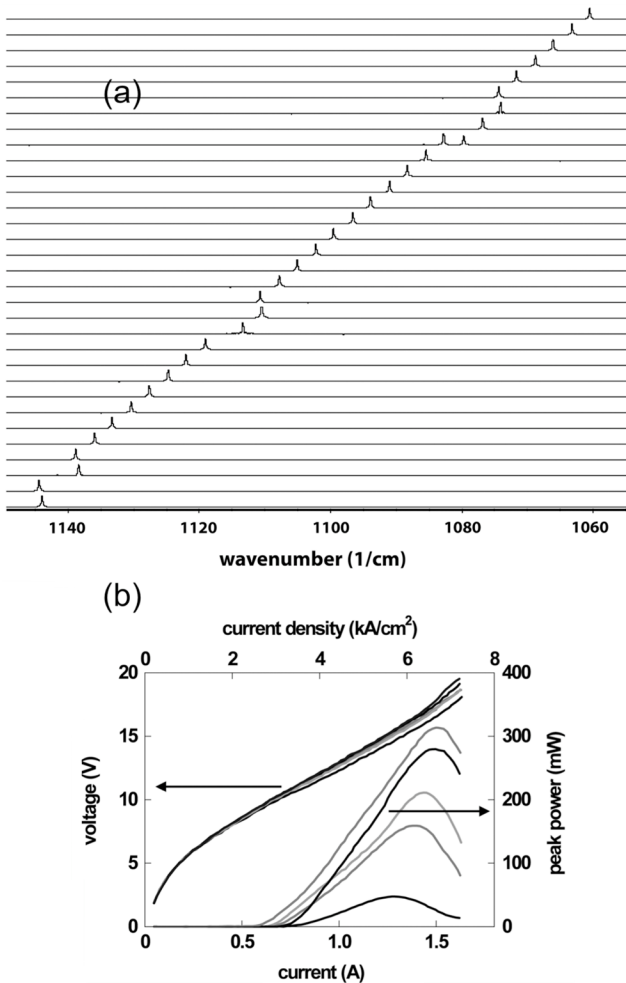 (a)
1140 1120 1100 1080 1060
wavenumber (1/cm)
(b)
current density (kA/cm²)
0 2 4 6 8
20 400
15 300
10 200
5 100
0 0
voltage (V)
peak power (mW)
0 0.5 1.0 1.5
current (A)